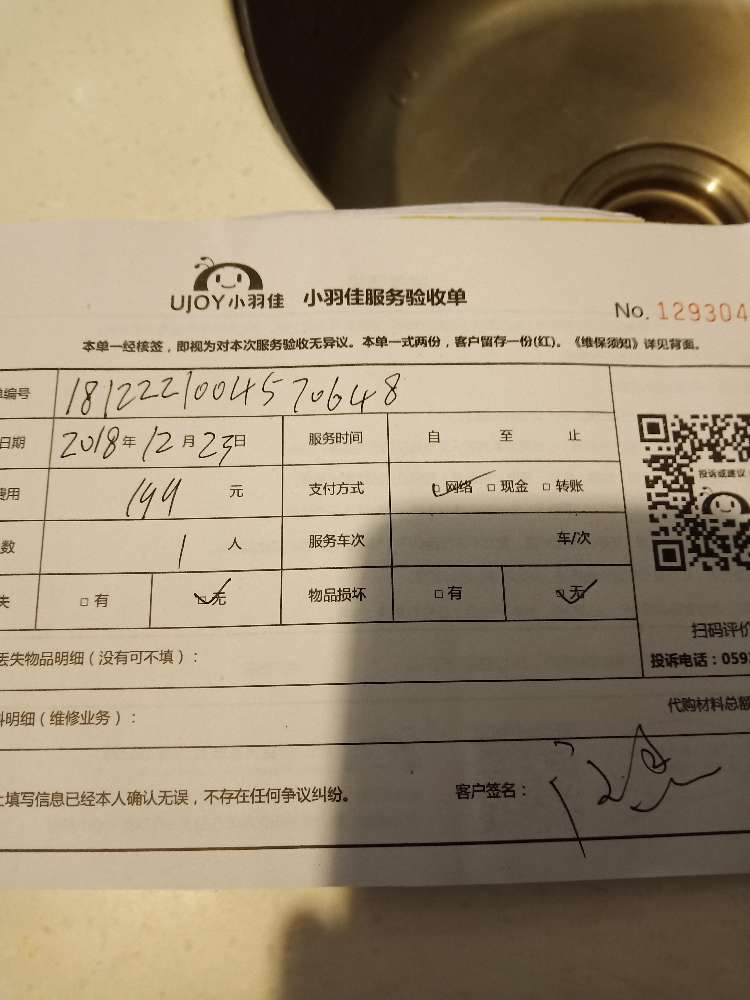 UJOY小羽佳 小羽佳服务验收单
No. 129304
本单一经核签，即视为对本次服务验收无异议。本单一式两份，客户留存一份(红)。《维保须知》详见背面。
编号 1812221004570648
日期 2018年12月23日 服务时间 自 至 止
费用 199 元 支付方式 □网络 □现金 □转账
数 1 人 服务车次 车/次
失 □有 □无 物品损坏 □有 □无
投诉或建议
扫码评价
投诉电话：059
丢失物品明细（没有可不填）：
代购材料总额
料明细（维修业务）：
上填写信息已经本人确认无误，不存在任何争议纠纷。 客户签名：